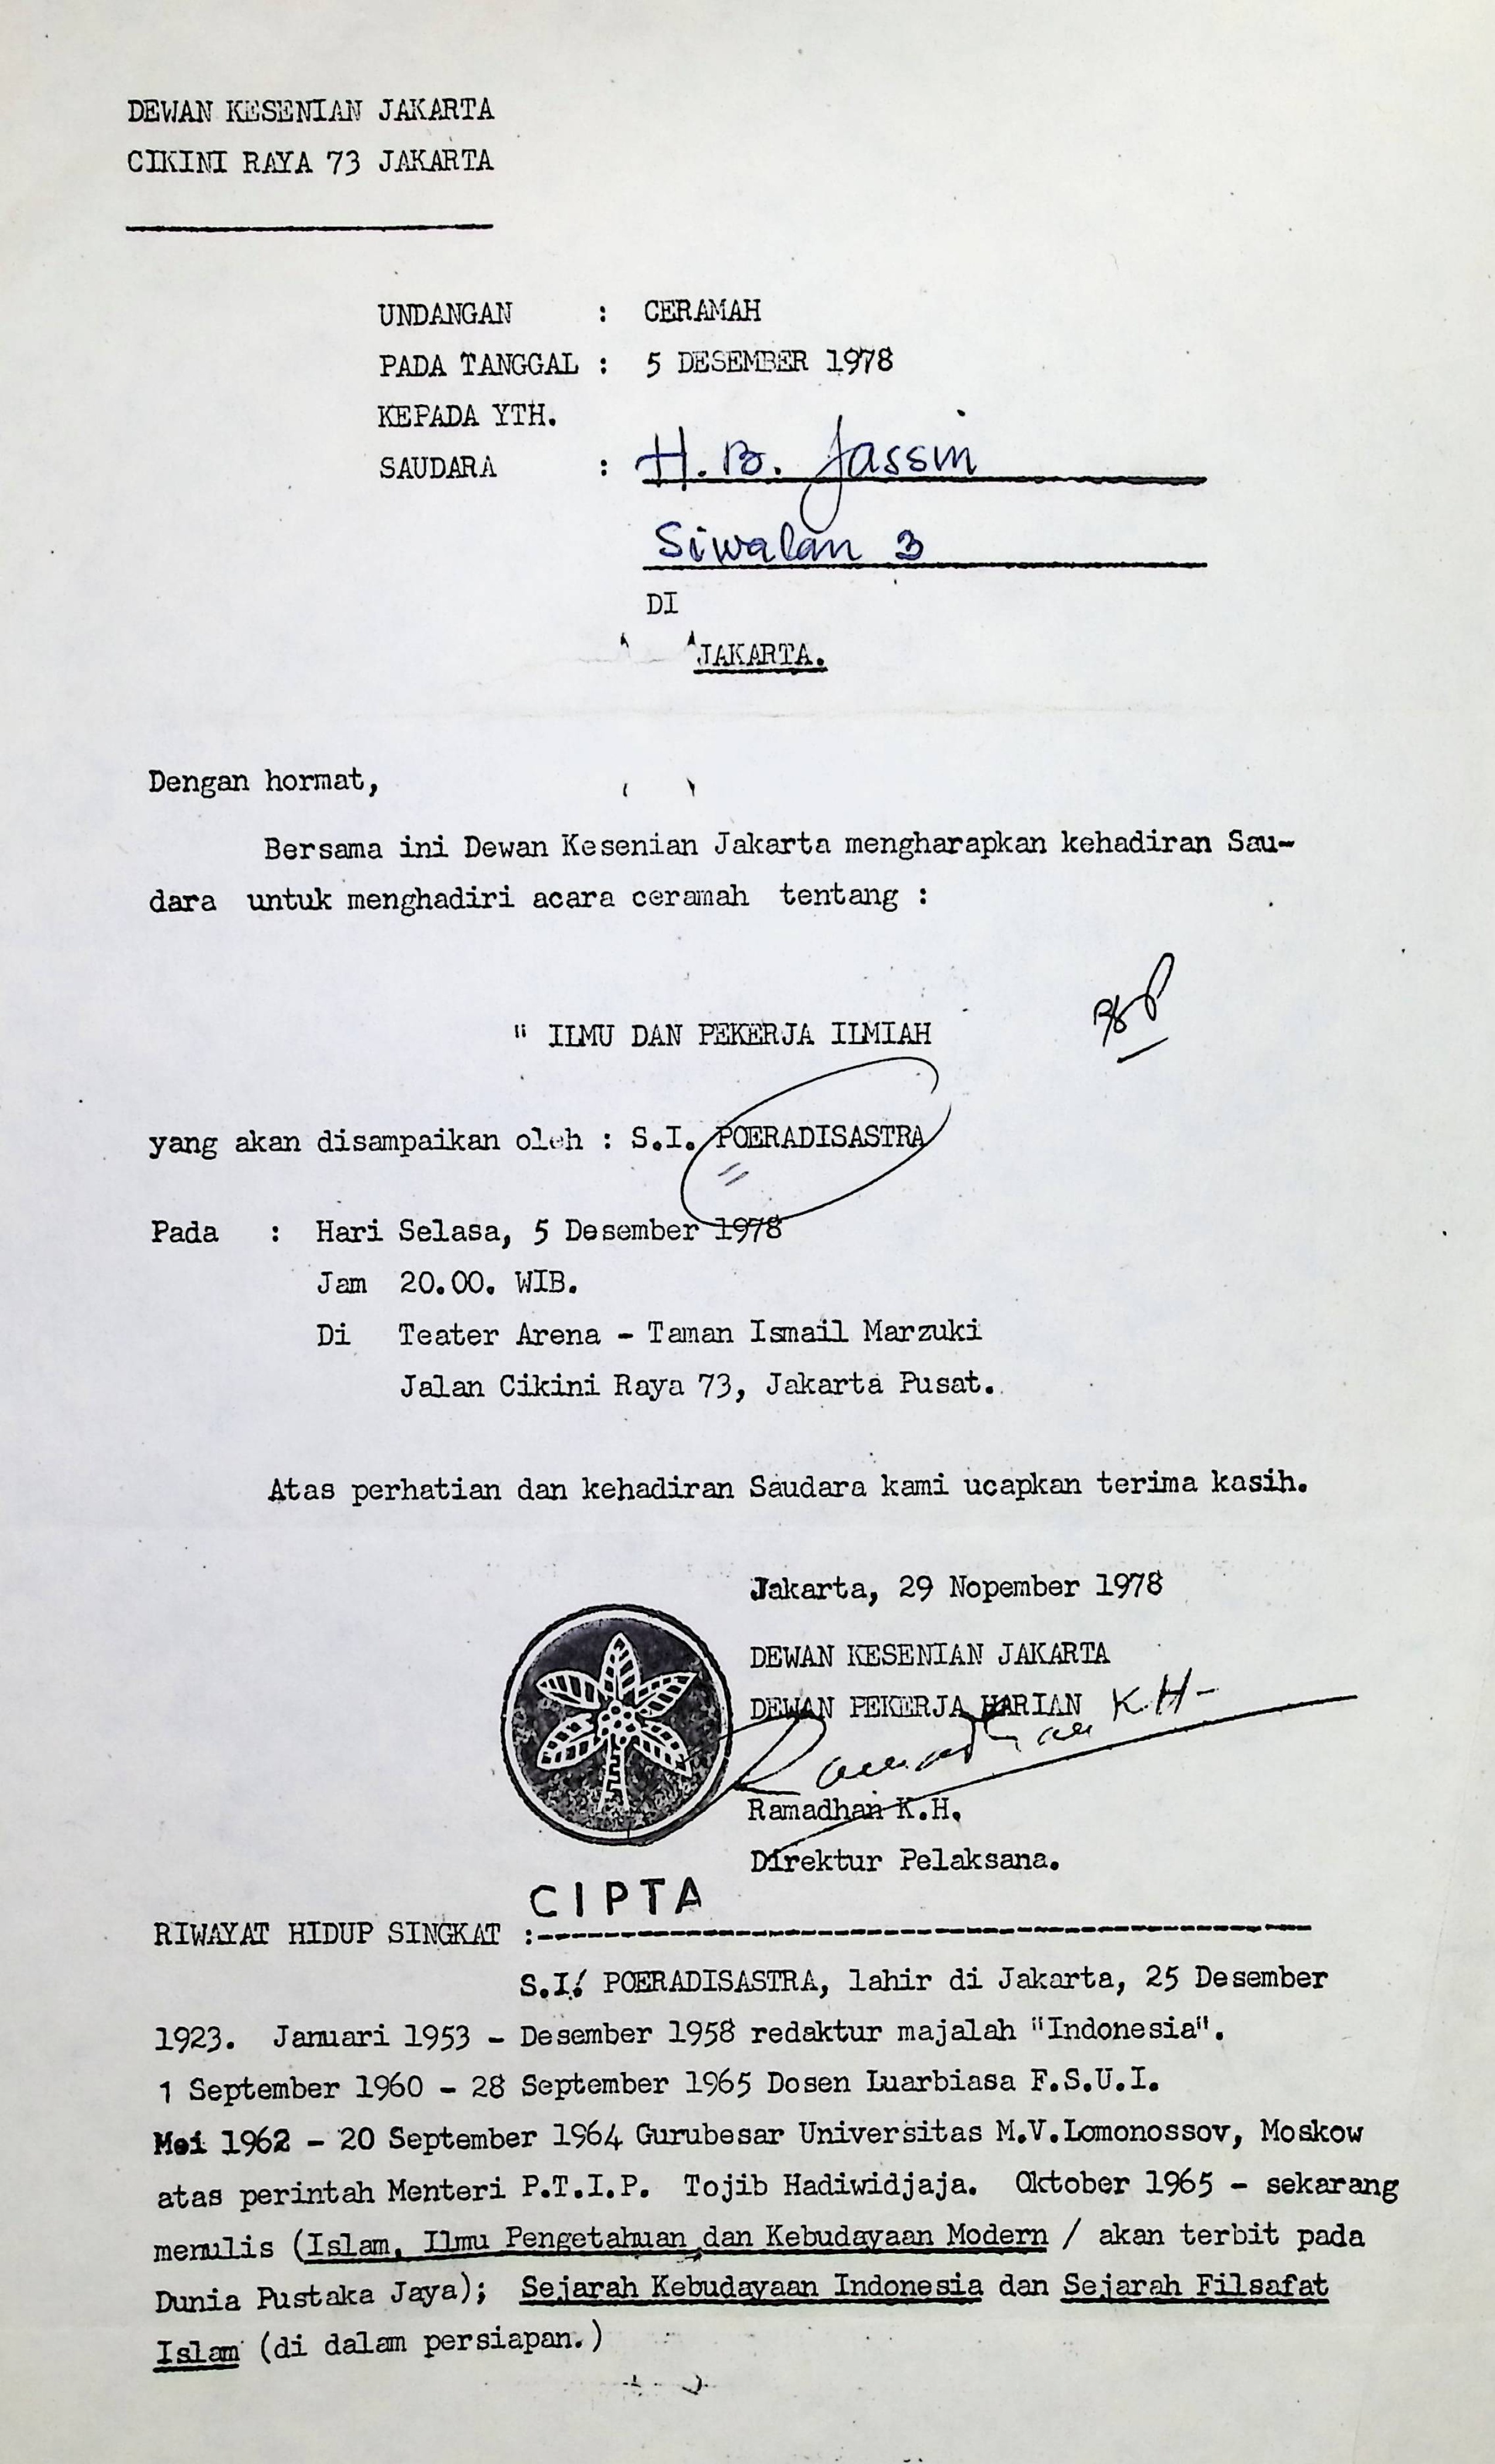 DEWAN KESENIAN JAKARTA
CIKINI RAYA 73 JAKARTA
UNDANGAN : CERAMAH
PADA TANGGAL : 5 DESEMBER 1978
KEPADA YTH.
SAUDARA : H.B. Jassin
Siwalan 3
DI
JAKARTA.
Dengan hormat,
Bersama ini Dewan Kesenian Jakarta mengharapkan kehadiran Sau-
dara untuk menghadiri acara ceramah tentang :
" ILMU DAN PEKERJA ILMIAH
yang akan disampaikan oleh : S.I. POERADISASTRA
Pada : Hari Selasa, 5 Desember 1978
Jam 20.00. WIB.
Di Teater Arena - Taman Ismail Marzuki
Jalan Cikini Raya 73, Jakarta Pusat.
Atas perhatian dan kehadiran Saudara kami ucapkan terima kasih.
Jakarta, 29 Nopember 1978
DEWAN KESENIAN JAKARTA
DEWAN PEKERJA HARIAN
Ramadhan KH-
Ramadhan K.H.
Direktur Pelaksana.
CIPTA
RIWAYAT HIDUP SINGKAT :--------------------------------------------
S.I. POERADISASTRA, lahir di Jakarta, 25 Desember
1923. Januari 1953 - Desember 1958 redaktur majalah "Indonesia".
1 September 1960 - 28 September 1965 Dosen Luarbiasa F.S.U.I.
Mei 1962 - 20 September 1964 Gurubesar Universitas M.V.Lomonossov, Moskow
atas perintah Menteri P.T.I.P. Tojib Hadiwidjaja. Oktober 1965 - sekarang
menulis (Islam, Ilmu Pengetahuan dan Kebudayaan Modern / akan terbit pada
Dunia Pustaka Jaya); Sejarah Kebudayaan Indonesia dan Sejarah Filsafat
Islam (di dalam persiapan.)